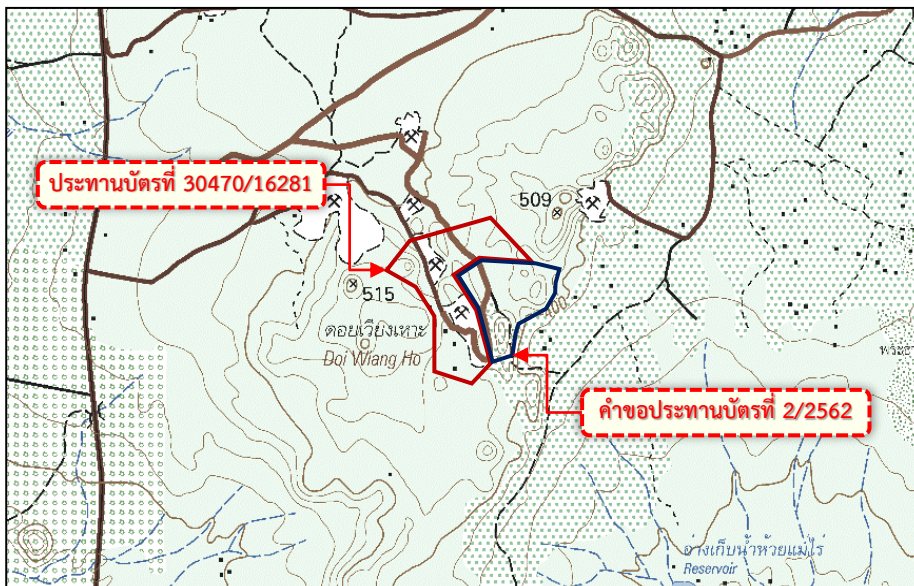 ประทานบัตรที่ 30470/16281
509
515
ดอยเวียงเหาะ
Doi Wiang Ho
400
คำขอประทานบัตรที่ 2/2562
อ่างเก็บน้ำห้วยแม่ไร่
Reservoir